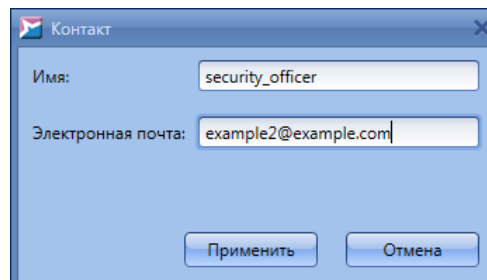 Контакт
Имя: security_officer
Электронная почта: example2@example.com
Применить Отмена